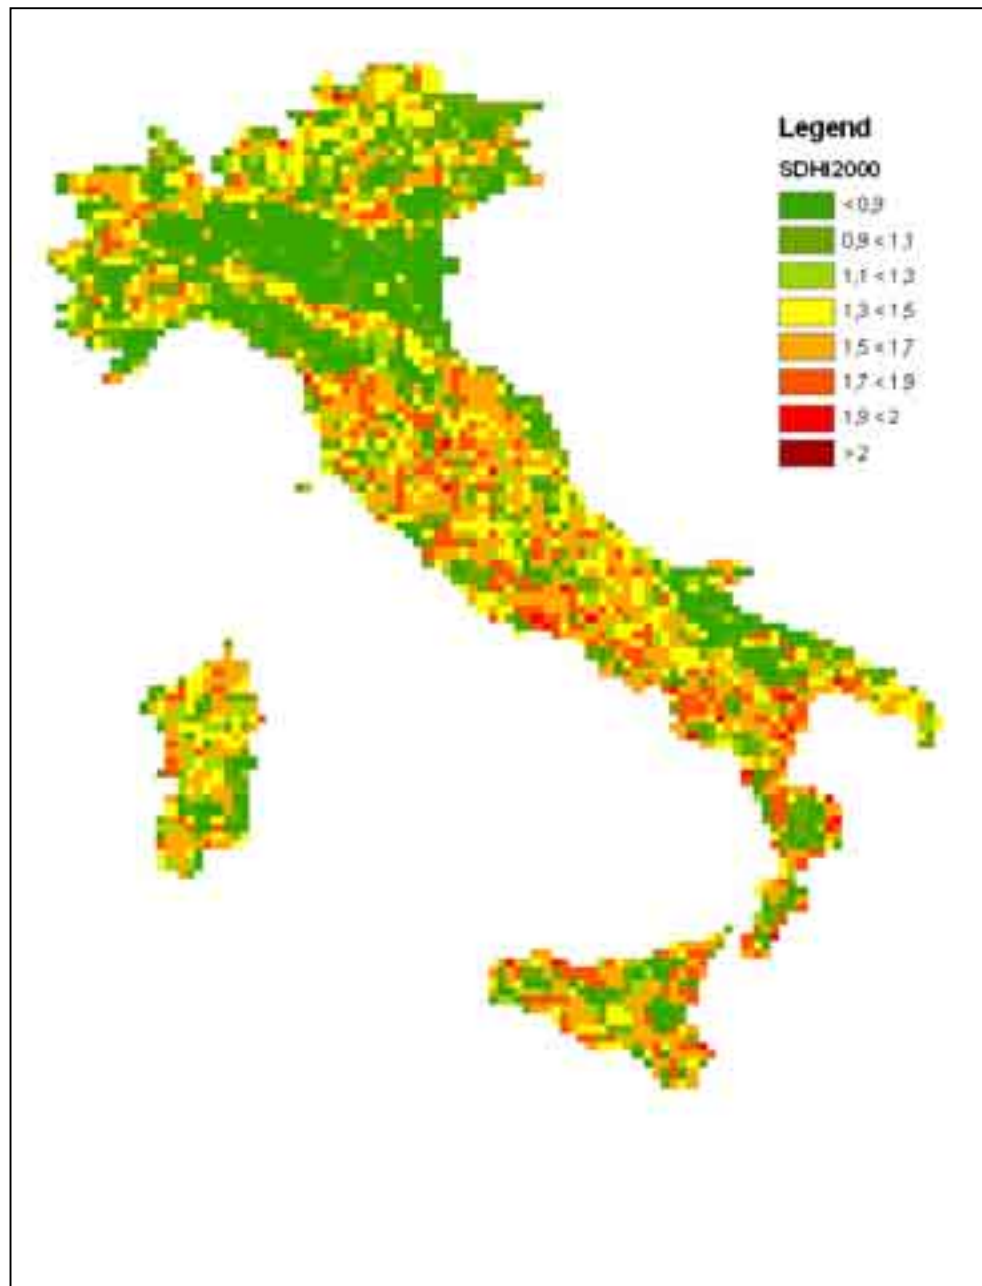 Legend
SDHI2000
< 0,9
0,9 < 1,1
1,1 < 1,3
1,3 < 1,5
1,5 < 1,7
1,7 < 1,9
1,9 < 2
> 2